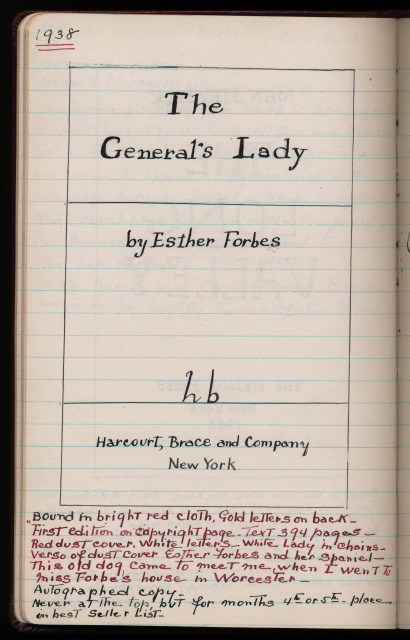 1938
The
General's Lady
by Esther Forbes
hb
Harcourt, Brace and Company
New York
"Bound in bright red cloth, Gold letters on back —
First edition on copyright page - Text 394 pages —
Red dust cover, White letters - White Lady in chains -
Verso of dust cover Esther Forbes and her Spaniel —
This old dog came to meet me, when I went to
Miss Forbe's house in Worcester —
Autographed copy -
Never at the top, but for months 4th or 5th - place
in best seller List -